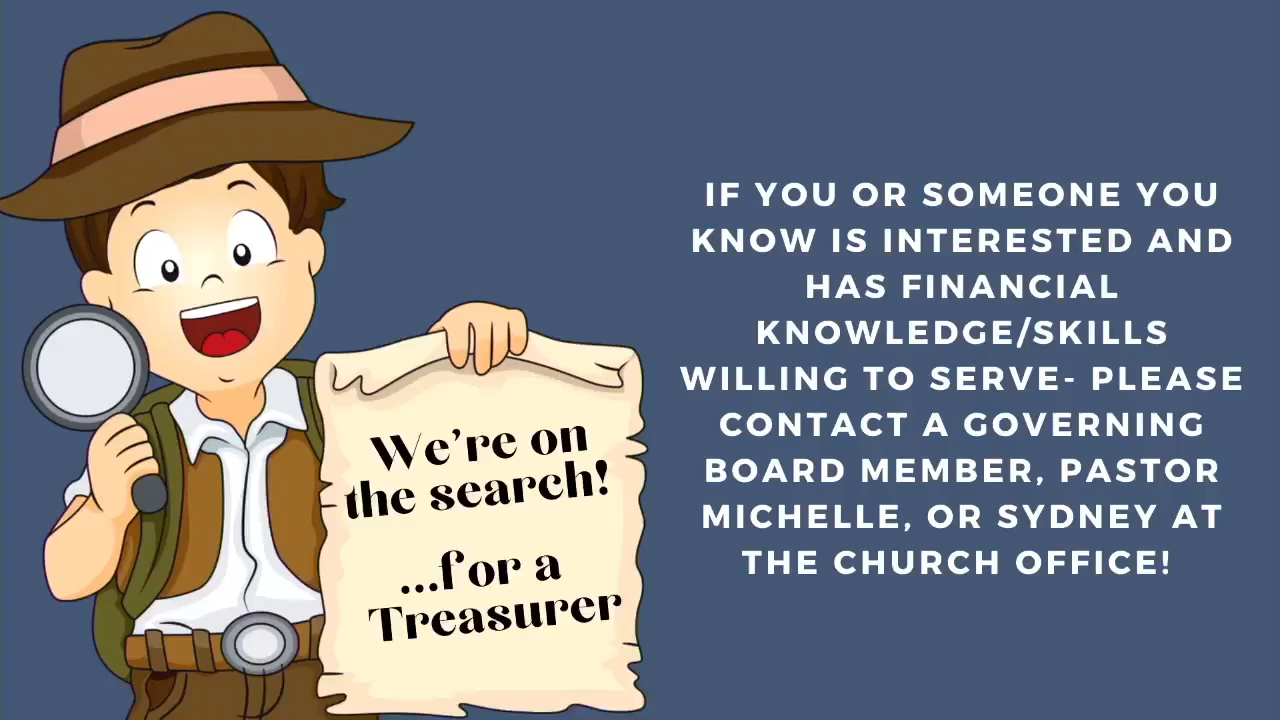 We're on
the search!
...for a
Treasurer
IF YOU OR SOMEONE YOU
KNOW IS INTERESTED AND
HAS FINANCIAL
KNOWLEDGE/SKILLS
WILLING TO SERVE- PLEASE
CONTACT A GOVERNING
BOARD MEMBER, PASTOR
MICHELLE, OR SYDNEY AT
THE CHURCH OFFICE!